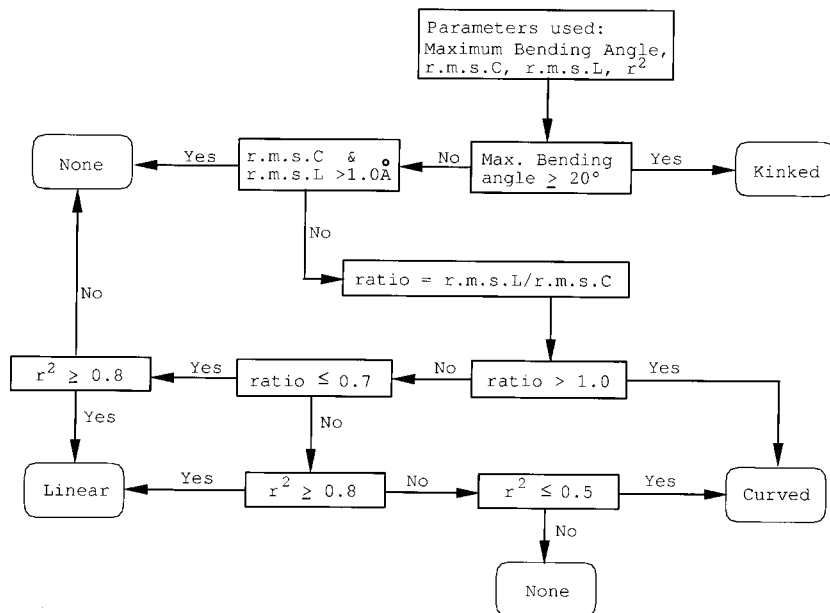 Parameters used:
Maximum Bending Angle,
r.m.s.C, r.m.s.L, r²
None
Yes
r.m.s.C &
r.m.s.L >1.0Å
No
Max. Bending
angle ≥ 20°
Yes
Kinked
No
ratio = r.m.s.L/r.m.s.C
No
r² ≥ 0.8
Yes
ratio ≤ 0.7
No
ratio > 1.0
Yes
Yes
No
Linear
Yes
r² ≥ 0.8
No
r² ≤ 0.5
Yes
Curved
No
None